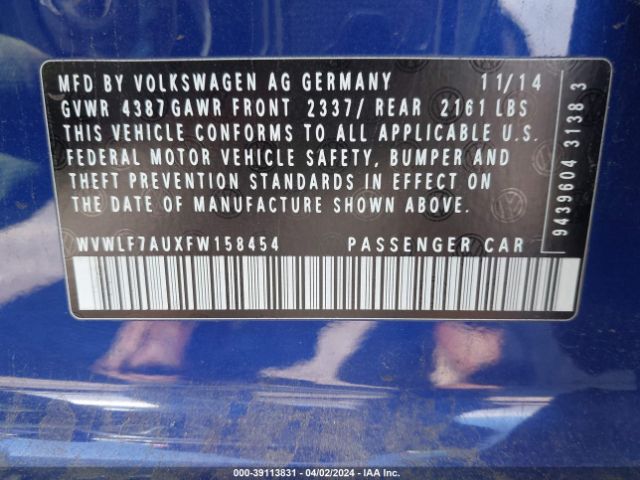 MFD BY VOLKSWAGEN AG GERMANY 11/14
GVWR 4387 GAWR FRONT 2337/ REAR 2161 LBS
THIS VEHICLE CONFORMS TO ALL APPLICABLE U.S.
FEDERAL MOTOR VEHICLE SAFETY, BUMPER AND
THEFT PREVENTION STANDARDS IN EFFECT ON
THE DATE OF MANUFACTURE SHOWN ABOVE.
WVWLF7AUXFW158454 PASSENGER CAR
9439604 3138 3
000-39113831 - 04/02/2024 - IAA Inc.